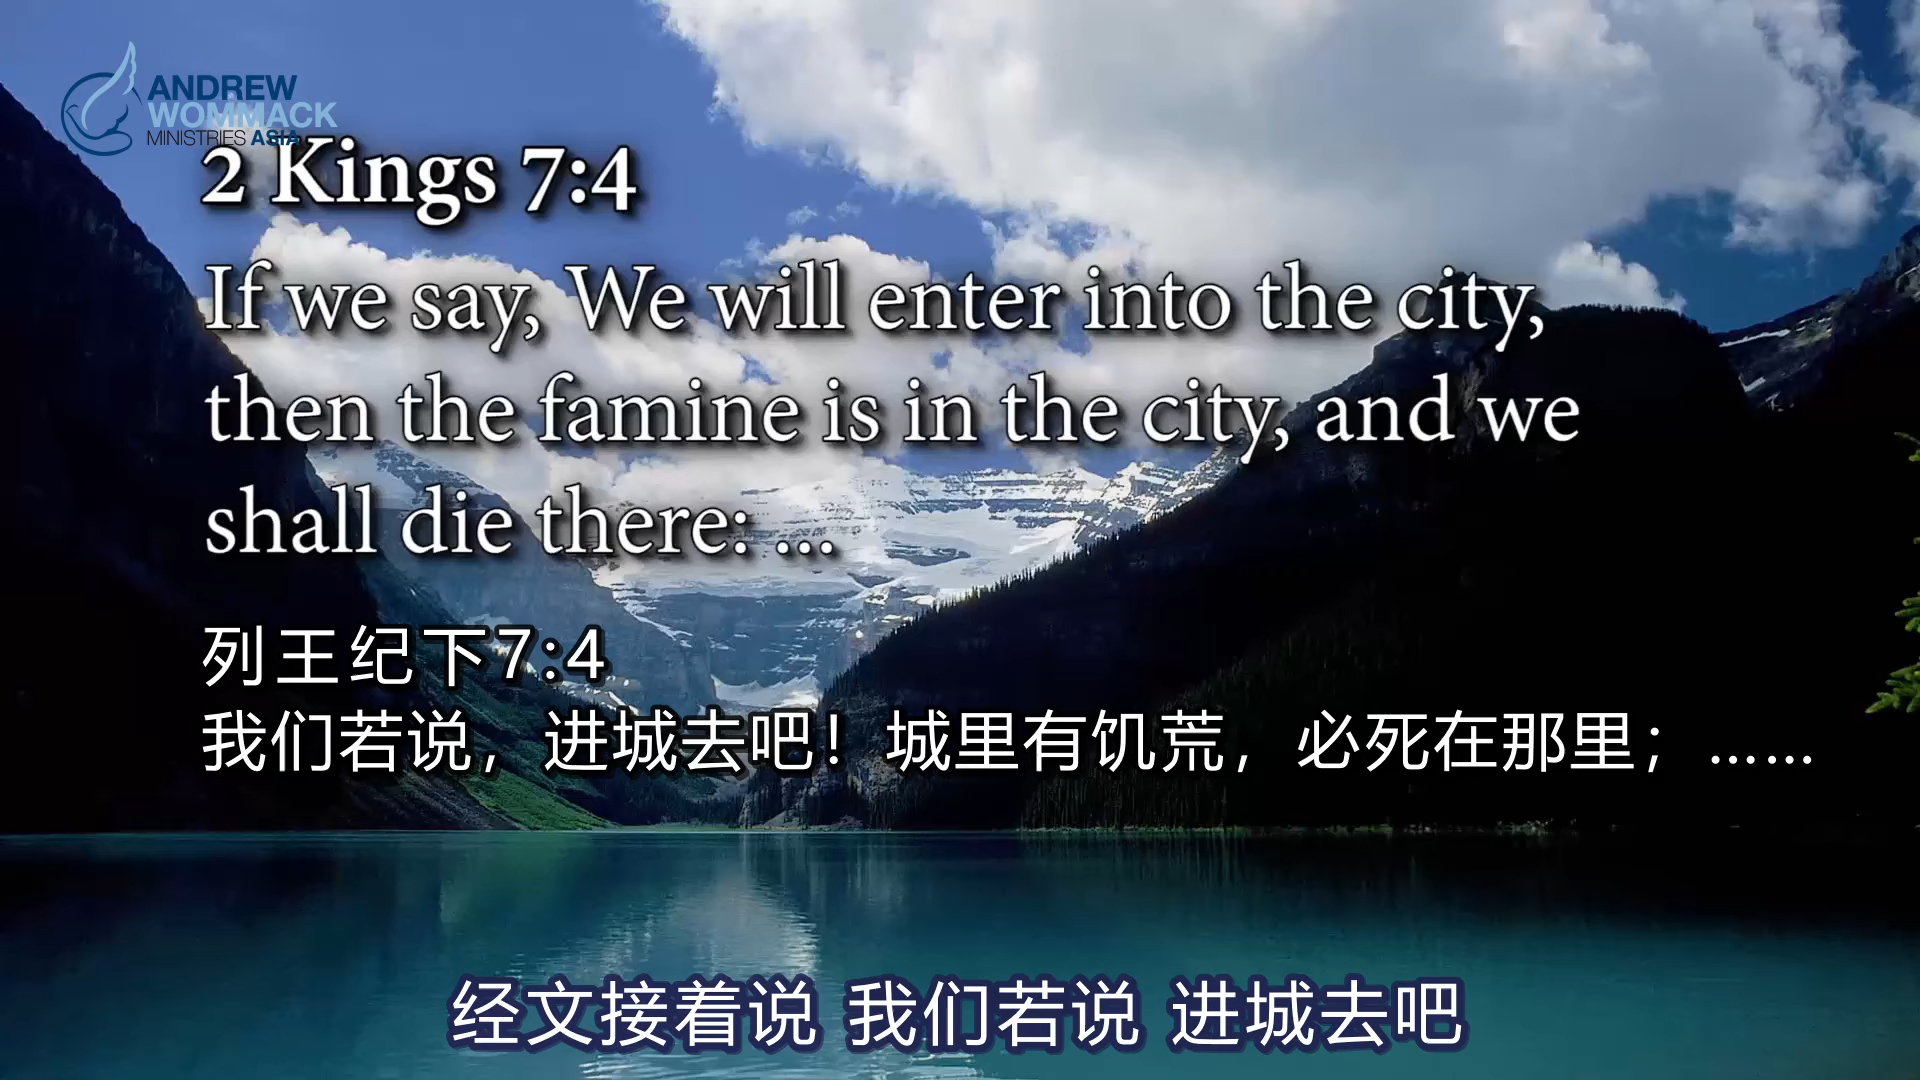 ANDREW
WOMMACK
MINISTRIES ASIA
2 Kings 7:4
If we say, We will enter into the city,
then the famine is in the city, and we
shall die there: ...
列王纪下7:4
我们若说，进城去吧！城里有饥荒，必死在那里；……
经文接着说 我们若说 进城去吧